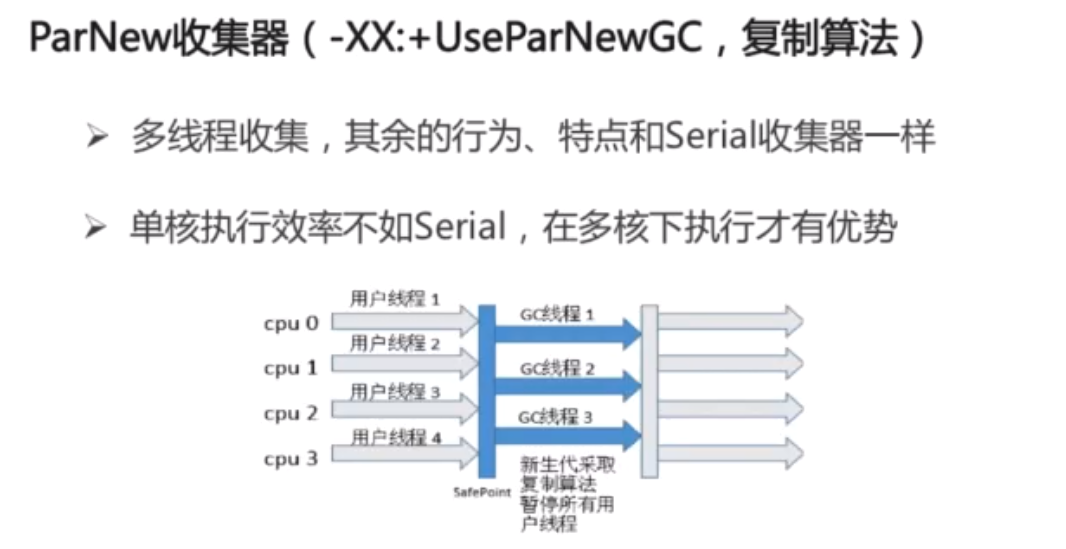 ParNew收集器（-XX:+UseParNewGC，复制算法）
多线程收集，其余的行为、特点和Serial收集器一样
单核执行效率不如Serial，在多核下执行才有优势
用户线程 1
cpu 0
GC线程 1
用户线程 2
cpu 1
GC线程 2
用户线程 3
cpu 2
GC线程 3
用户线程 4
cpu 3
SafePoint
新生代采取
复制算法
暂停所有用
户线程